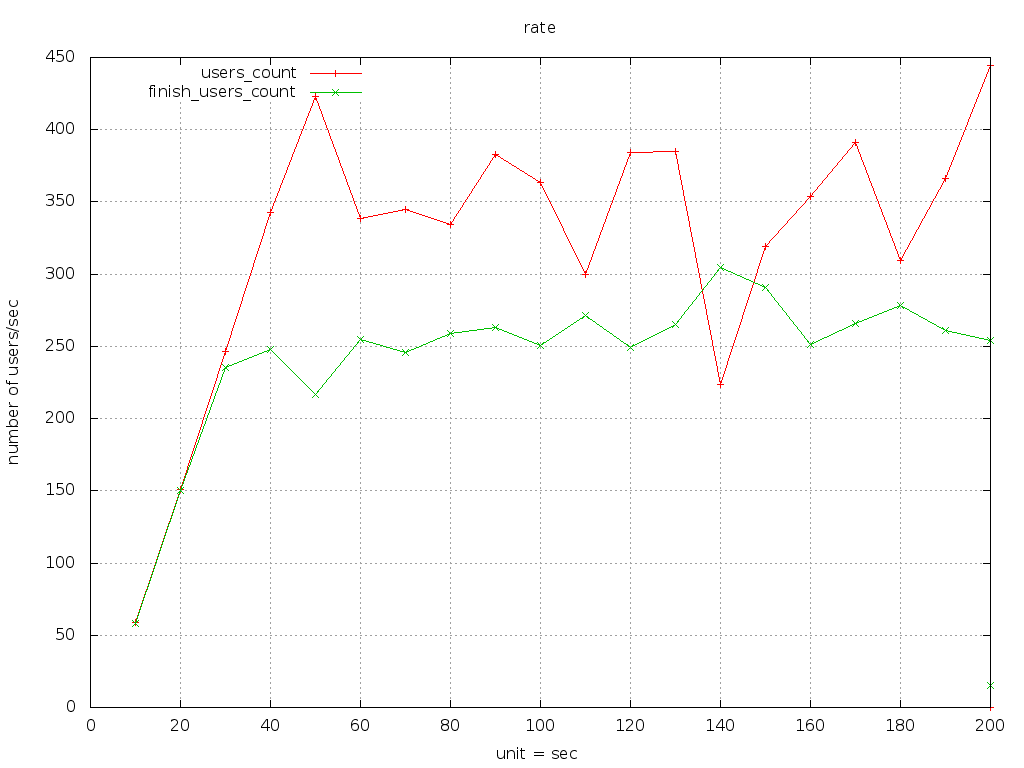 rate
users_count
finish_users_count
450
400
350
300
250
200
150
100
50
0
number of users/sec
0 20 40 60 80 100 120 140 160 180 200
unit = sec